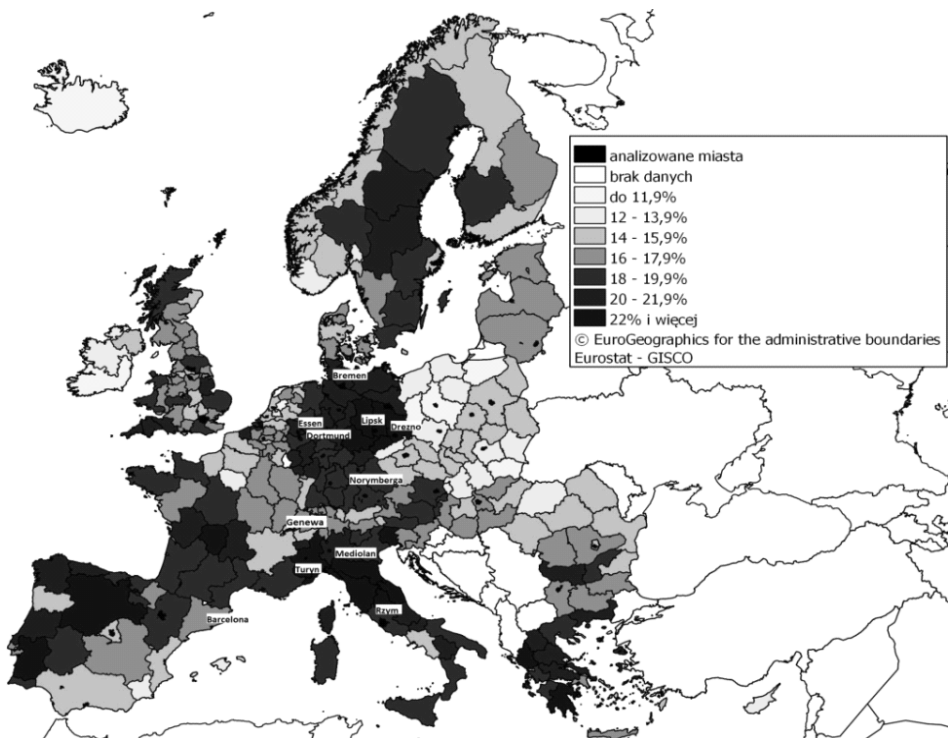 analizowane miasta
brak danych
do 11,9%
12 - 13,9%
14 - 15,9%
16 - 17,9%
18 - 19,9%
20 - 21,9%
22% i więcej
© EuroGeographics for the administrative boundaries
Eurostat - GISCO
Bremen
Essen
Lipsk
Drezno
Dortmund
Norymberga
Genewa
Mediolan
Turyn
Rzym
Barcelona